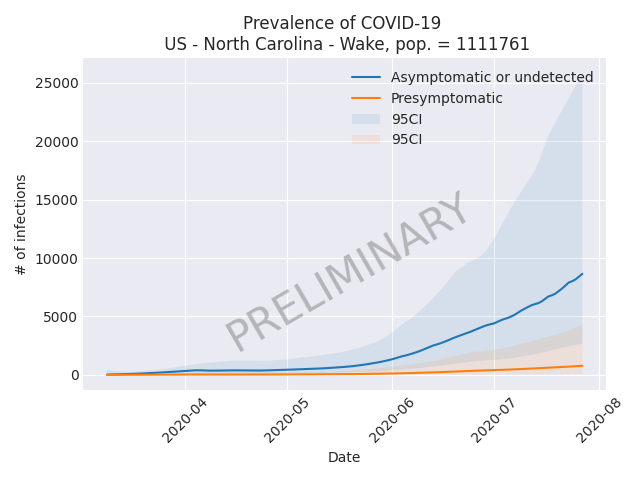 Prevalence of COVID-19
US - North Carolina - Wake, pop. = 1111761
Asymptomatic or undetected
Presymptomatic
95CI
95CI
25000
20000
15000
10000
5000
0
# of infections
PRELIMINARY
2020-04
2020-05
2020-06
2020-07
2020-08
Date